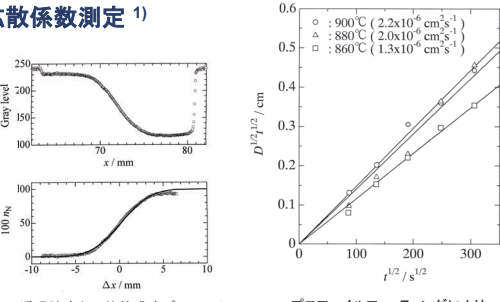 散係数測定 1)
250
200
150
100
Gray level
70
80
x / mm
100
50
0
100 n_N
-10
-5
0
5
10
Δx / mm
0.6
0.5
0.4
0.3
0.2
0.1
0
D^1/2 t^1/2 / cm
○ : 900℃ ( 2.2x10^-6 cm^2s^-1 )
△ : 880℃ ( 2.0x10^-6 cm^2s^-1 )
□ : 860℃ ( 1.3x10^-6 cm^2s^-1 )
0
100
200
300
t^1/2 / s^1/2